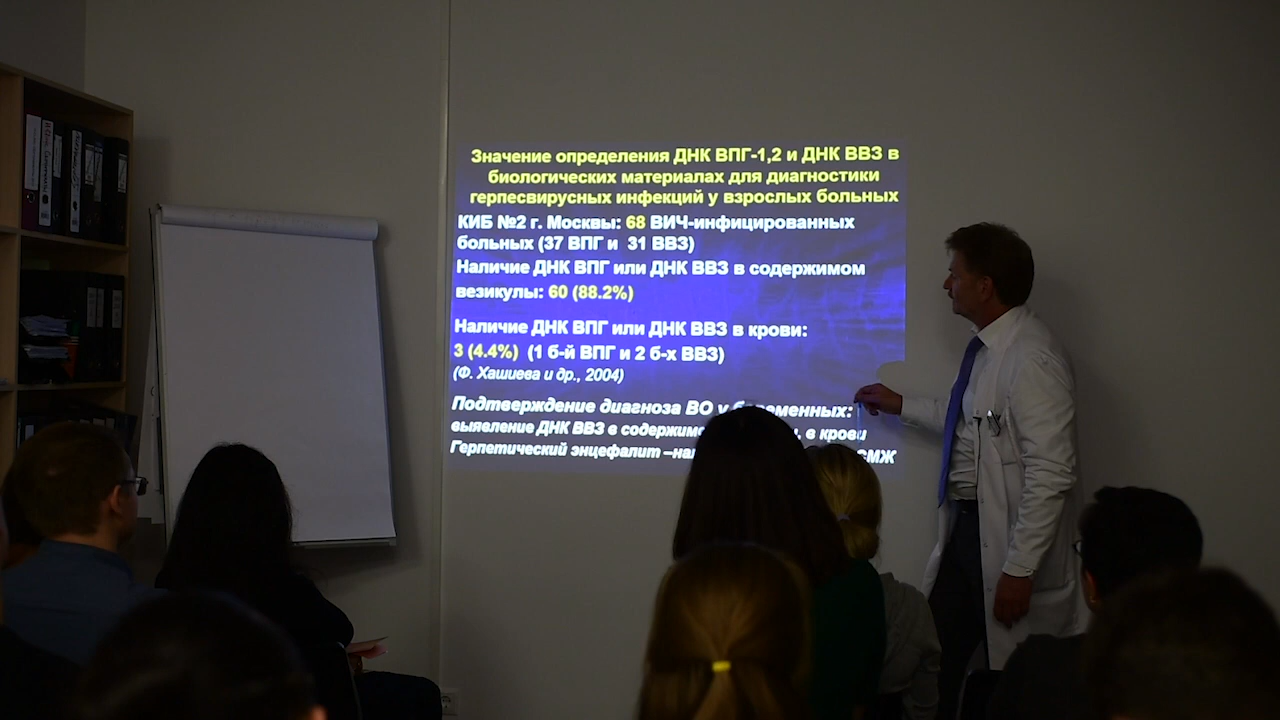 Значение определения ДНК ВПГ-1,2 и ДНК ВВЗ в
биологических материалах для диагностики
герпесвирусных инфекций у взрослых больных
КИБ №2 г. Москвы: 68 ВИЧ-инфицированных
больных (37 ВПГ и 31 ВВЗ)
Наличие ДНК ВПГ или ДНК ВВЗ в содержимом
везикулы: 60 (88.2%)
Наличие ДНК ВПГ или ДНК ВВЗ в крови:
3 (4.4%) (1 б-й ВПГ и 2 б-х ВВЗ)
(Ф. Хашиева и др., 2004)
Подтверждение диагноза ВО у беременных:
выявление ДНК ВВЗ в в крови
Герпетический энцефалит – СМЖ